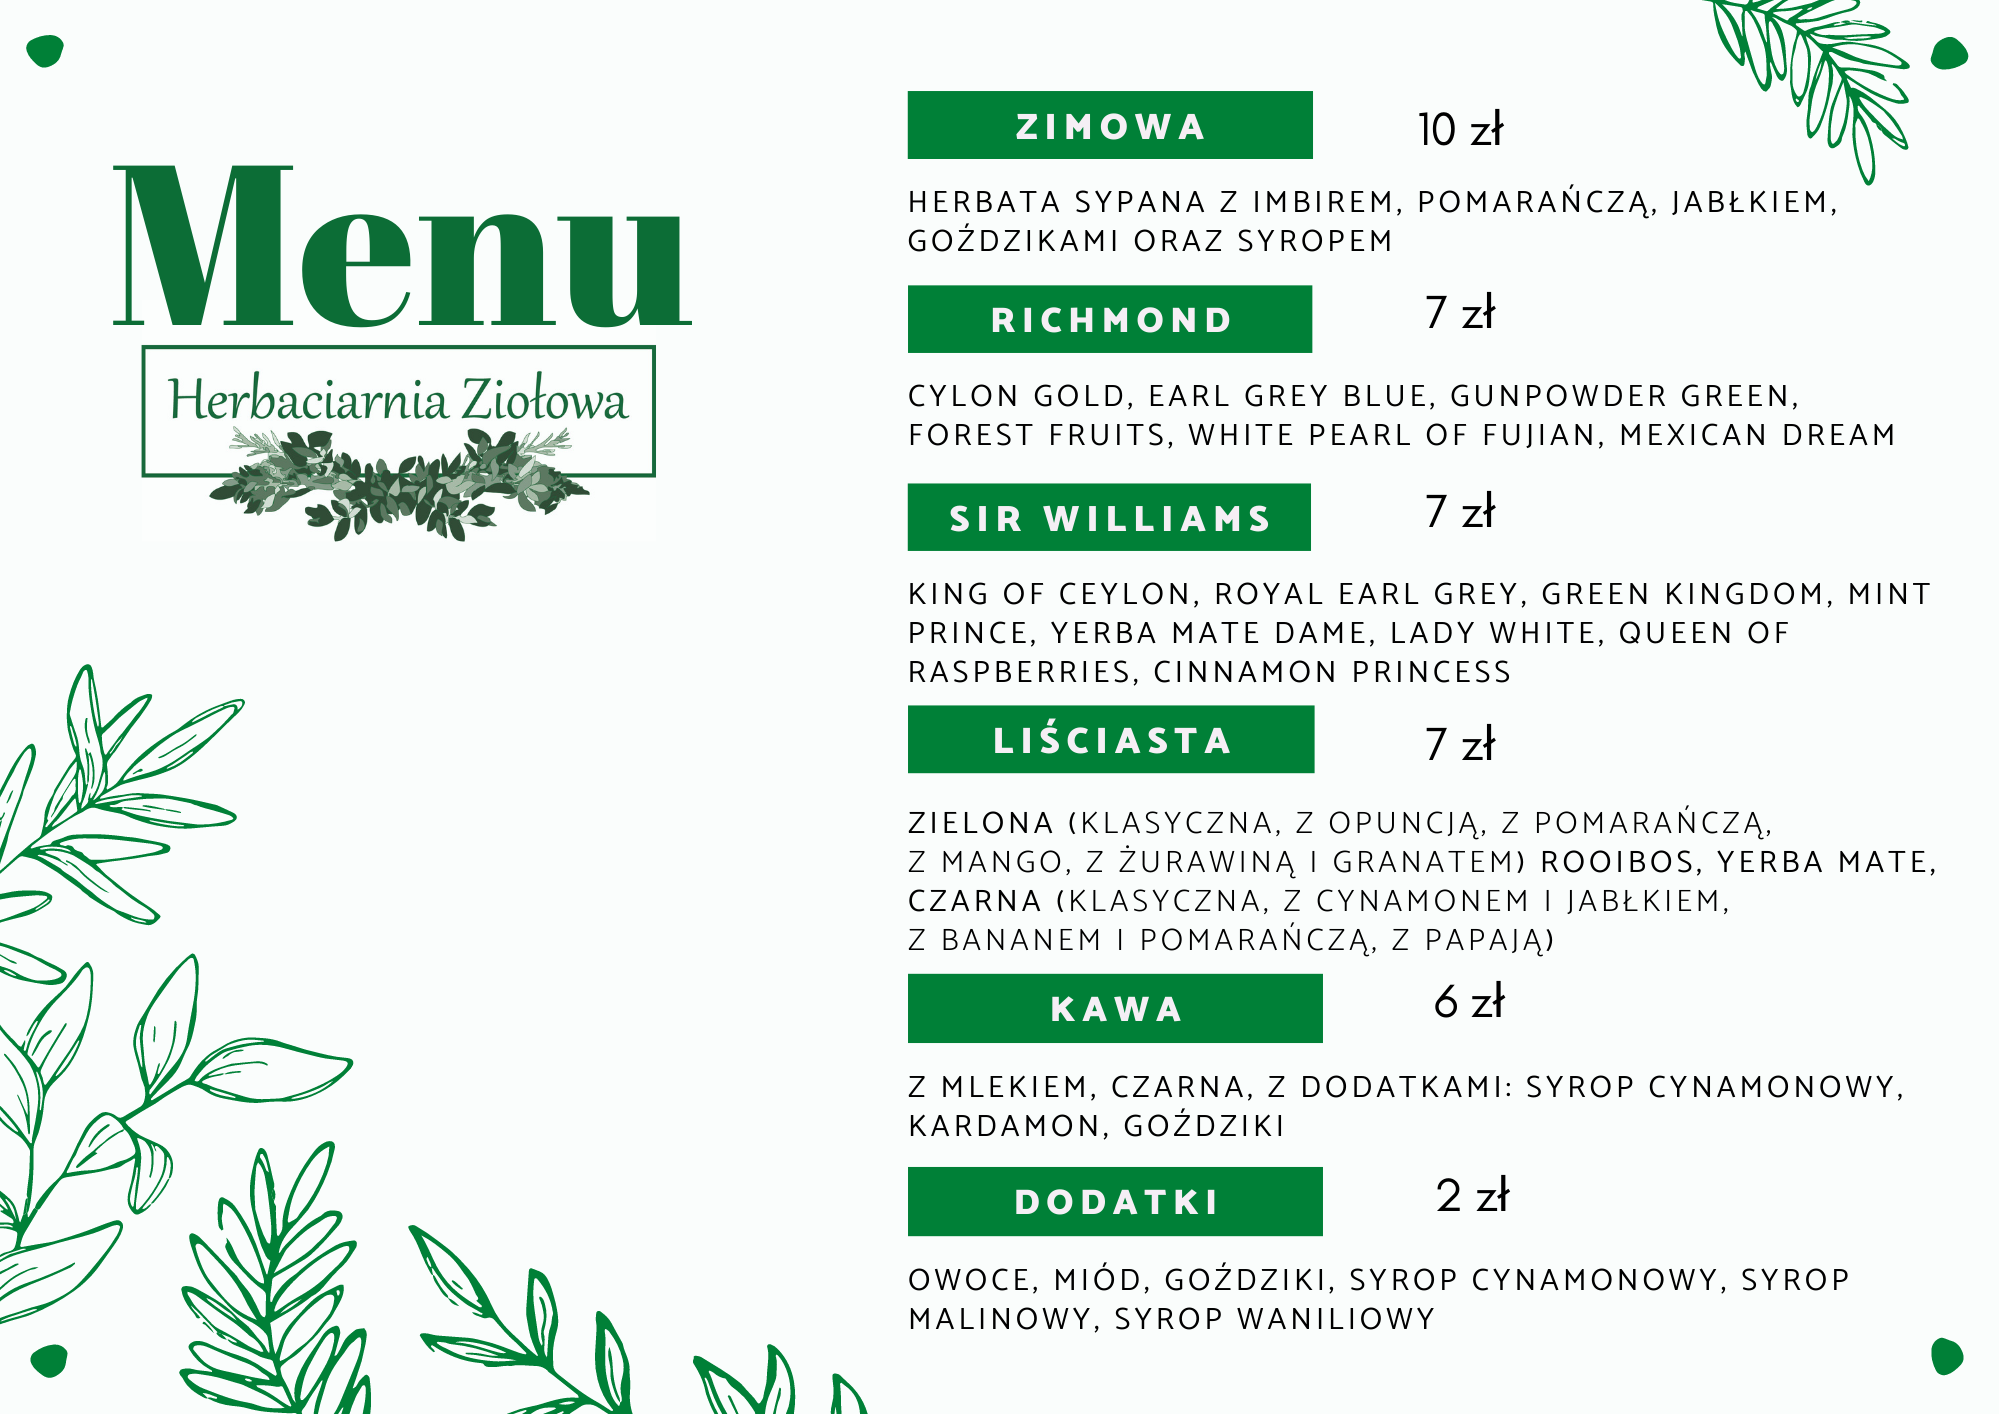 Menu
Herbaciarnia Ziołowa
ZIMOWA 10 zł
HERBATA SYPANA Z IMBIREM, POMARAŃCZĄ, JABŁKIEM,
GOŹDZIKAMI ORAZ SYROPEM
RICHMOND 7 zł
CYLON GOLD, EARL GREY BLUE, GUNPOWDER GREEN,
FOREST FRUITS, WHITE PEARL OF FUJIAN, MEXICAN DREAM
SIR WILLIAMS 7 zł
KING OF CEYLON, ROYAL EARL GREY, GREEN KINGDOM, MINT
PRINCE, YERBA MATE DAME, LADY WHITE, QUEEN OF
RASPBERRIES, CINNAMON PRINCESS
LIŚCIASTA 7 zł
ZIELONA (KLASYCZNA, Z OPUNCJĄ, Z POMARAŃCZĄ,
Z MANGO, Z ŻURAWINĄ I GRANATEM) ROOIBOS, YERBA MATE,
CZARNA (KLASYCZNA, Z CYNAMONEM I JABŁKIEM,
Z BANANEM I POMARAŃCZĄ, Z PAPAJĄ)
KAWA 6 zł
Z MLEKIEM, CZARNA, Z DODATKAMI: SYROP CYNAMONOWY,
KARDAMON, GOŹDZIKI
DODATKI 2 zł
OWOCE, MIÓD, GOŹDZIKI, SYROP CYNAMONOWY, SYROP
MALINOWY, SYROP WANILIOWY